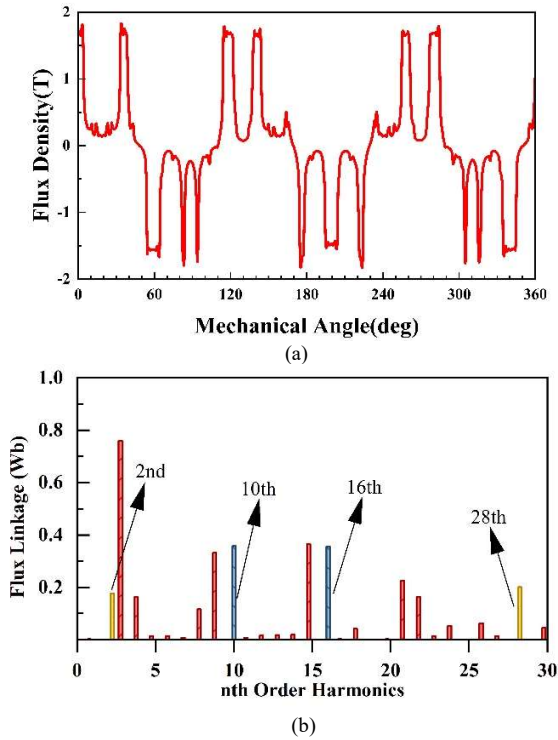 2
1
0
-1
-2
Flux Density(T)
0 60 120 180 240 300 360
Mechanical Angle(deg)
(a)
1.0
0.8
0.6
0.4
0.2
Flux Linkage (Wb)
2nd
10th
16th
28th
0 5 10 15 20 25 30
nth Order Harmonics
(b)